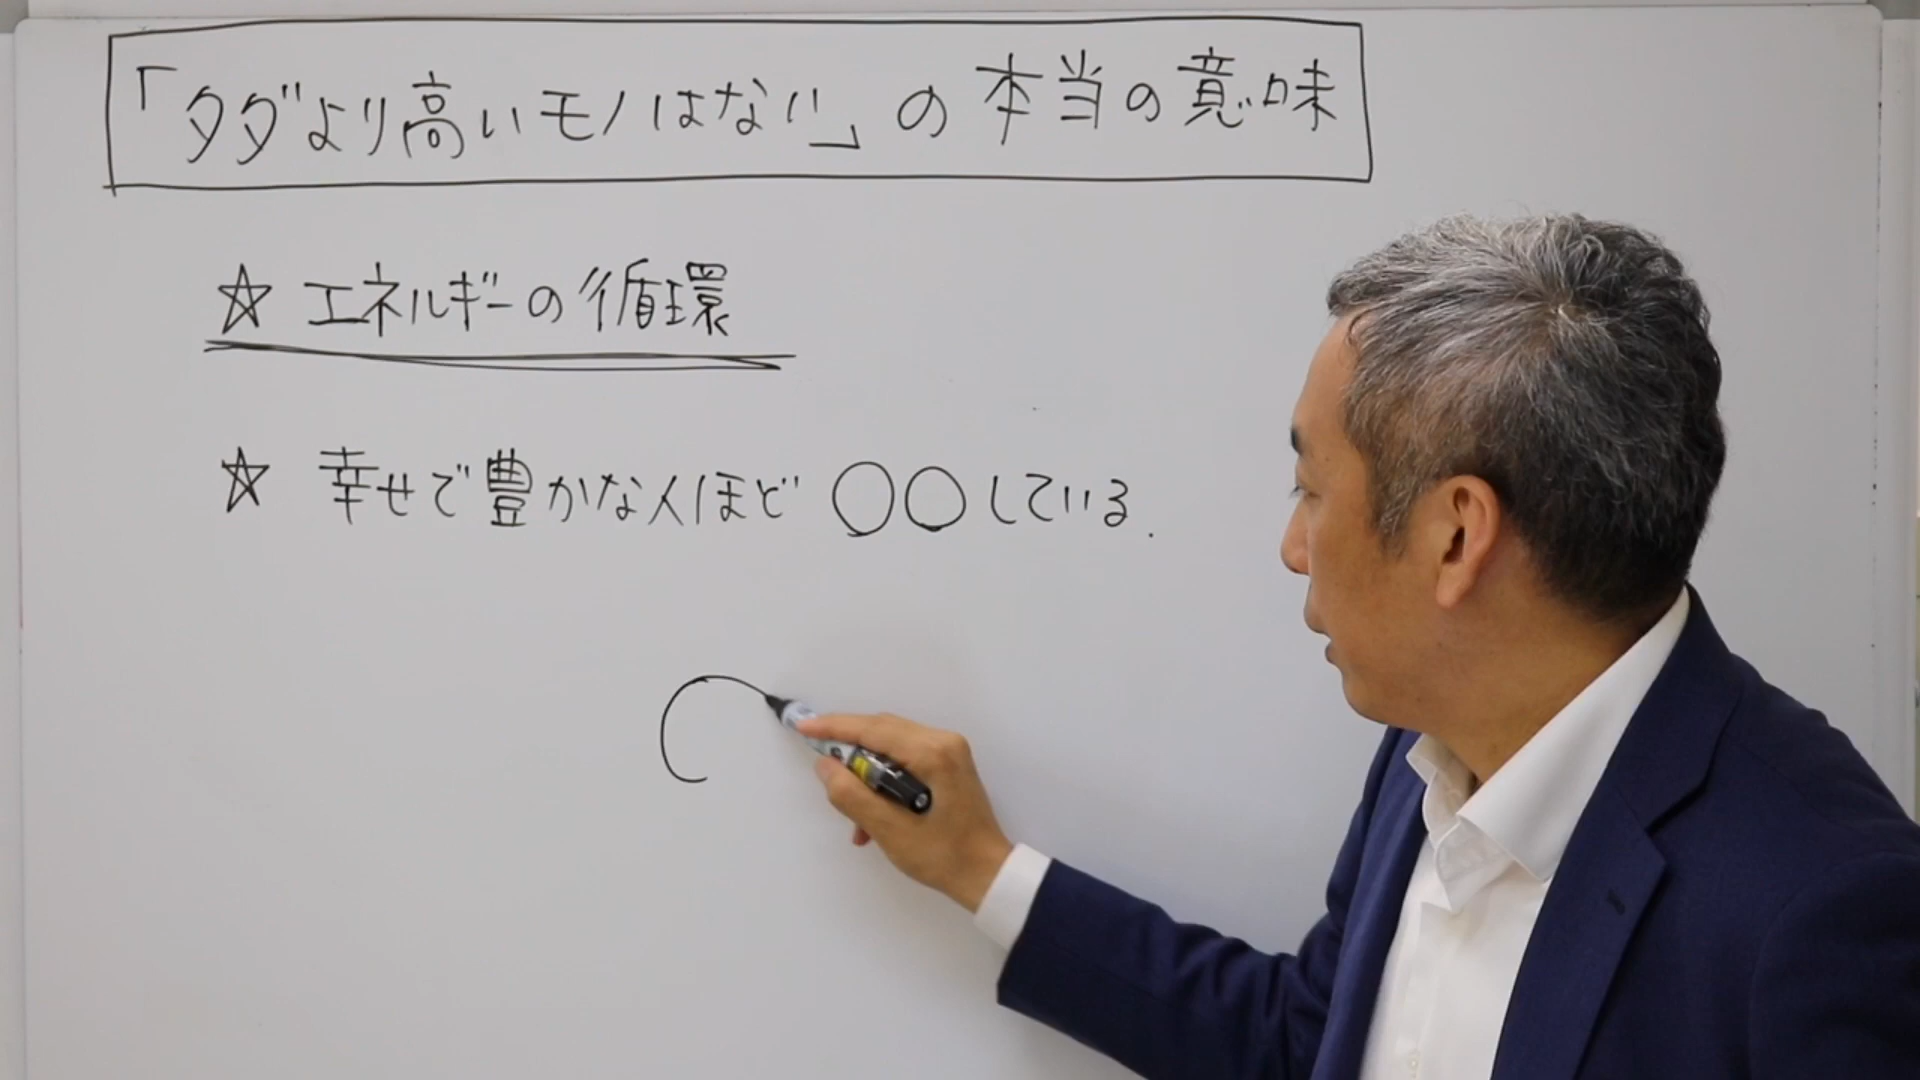 「タダより高いモノはない」の本当の意味
☆ エネルギーの循環
☆ 幸せで豊かな人ほど ○○している.